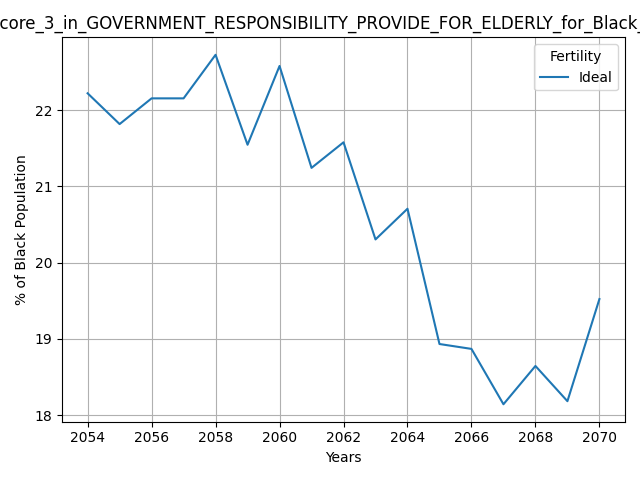 core_3_in_GOVERNMENT_RESPONSIBILITY_PROVIDE_FOR_ELDERLY_for_Black_
Fertility
Ideal
22
21
20
19
18
% of Black Population
2054 2056 2058 2060 2062 2064 2066 2068 2070
Years